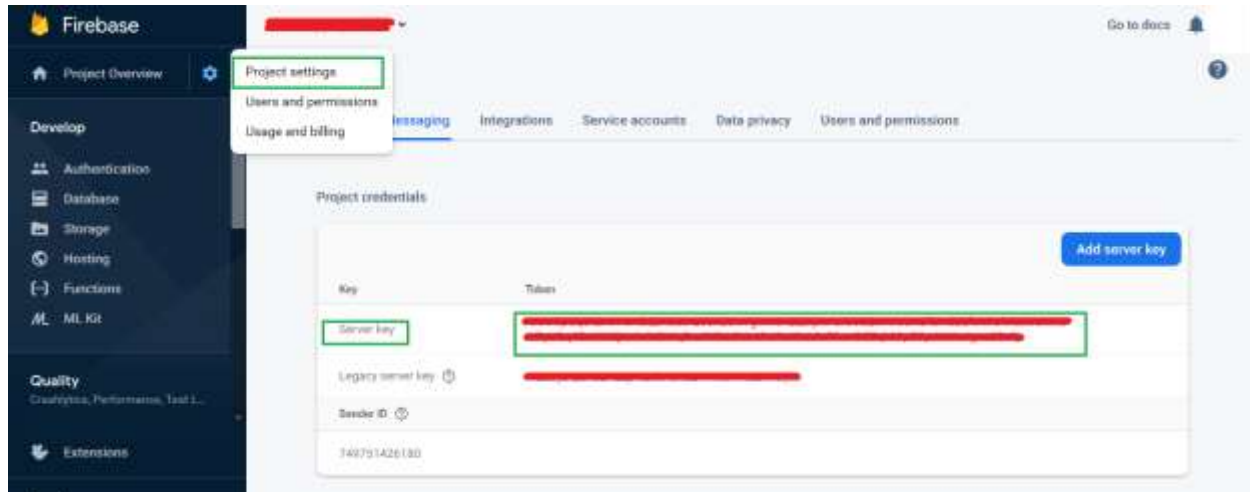 Firebase
Go to docs
Project Overview
Project settings
Users and permissions
Usage and billing
Messaging
Integrations
Service accounts
Data privacy
Users and permissions
Develop
Authentication
Database
Storage
Hosting
Functions
ML ML Kit
Project credentials
Add server key
Key
Token
Server key
Legacy server key
Sender ID
749751426180
Quality
Crashlytics, Performance, Test L...
Extensions